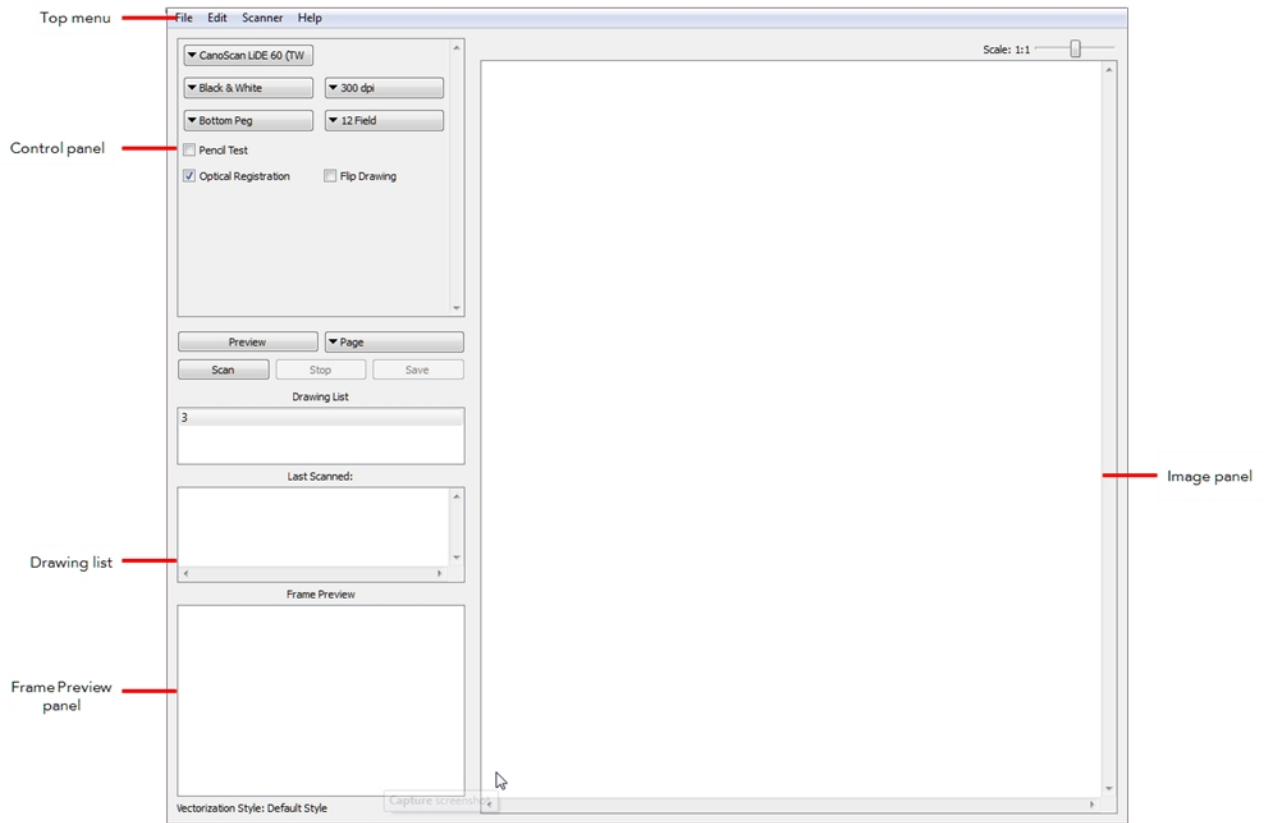 Top menu
File Edit Scanner Help
Scale: 1:1
CanoScan LiDE 60 (TW
Black & White 300 dpi
Bottom Peg 12 Field
Control panel
Pencil Test
Optical Registration Flip Drawing
Preview Page
Scan Stop Save
Drawing List
3
Last Scanned:
Image panel
Drawing list
Frame Preview
Frame Preview
panel
Capture screenshot
Vectorization Style: Default Style